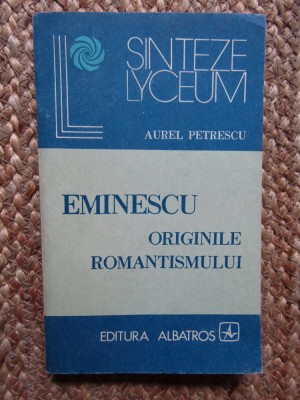 SINTEZE
LYCEUM
AUREL PETRESCU
EMINESCU
ORIGINILE
ROMANTISMULUI
EDITURA ALBATROS